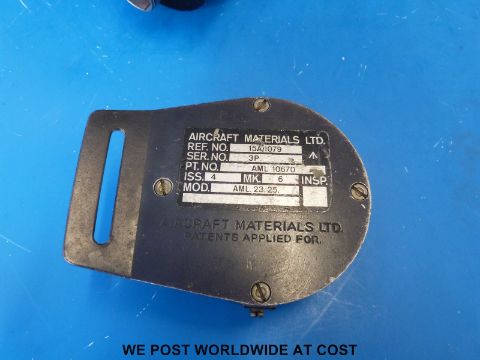 AIRCRAFT MATERIALS LTD.
REF. NO. 15A/1079
SER. NO. 3P
PT. NO. AML 10670
ISS. 4 MK. 6 INSP.
MOD. AML. 23. 25.
AIRCRAFT MATERIALS LTD.
PATENTS APPLIED FOR.
WE POST WORLDWIDE AT COST